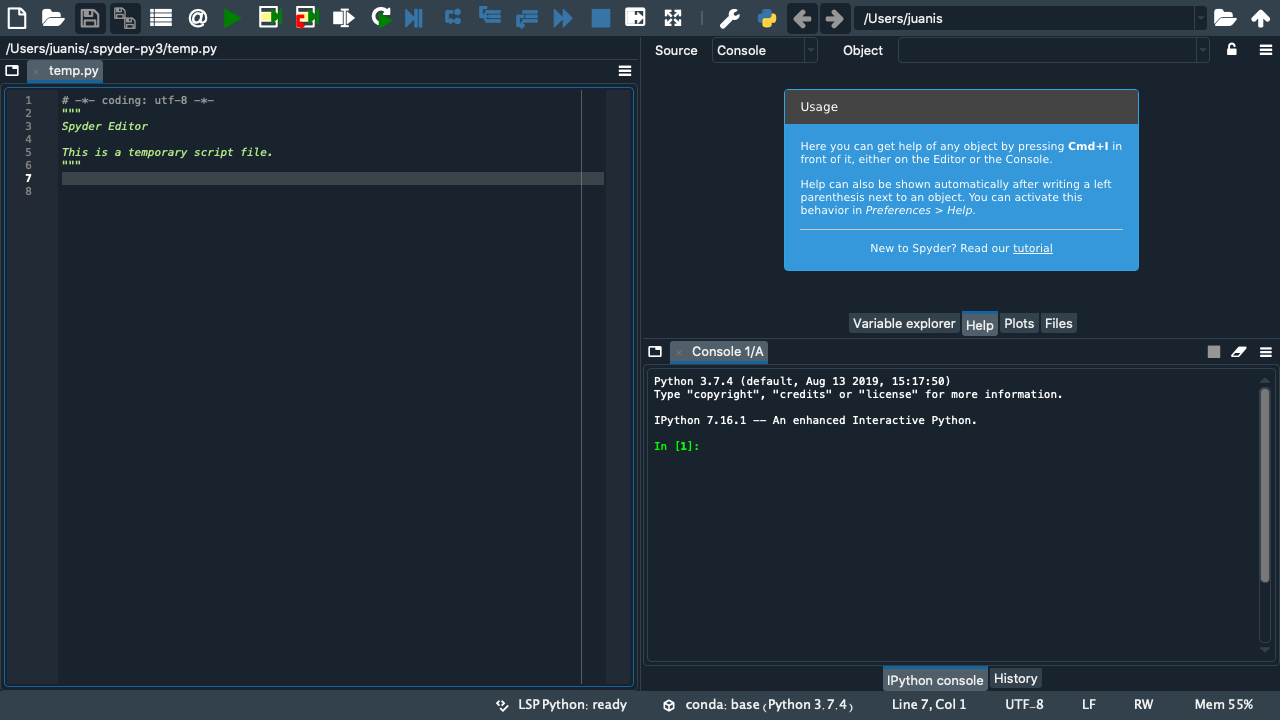 /Users/juanis
/Users/juanis/.spyder-py3/temp.py
temp.py
1 # -*- coding: utf-8 -*-
2 """
3 Spyder Editor
4
5 This is a temporary script file.
6 """
7
8
Source Console Object
Usage
Here you can get help of any object by pressing Cmd+I in
front of it, either on the Editor or the Console.
Help can also be shown automatically after writing a left
parenthesis next to an object. You can activate this
behavior in Preferences > Help.
New to Spyder? Read our tutorial
Variable explorer Help Plots Files
Console 1/A
Python 3.7.4 (default, Aug 13 2019, 15:17:50)
Type "copyright", "credits" or "license" for more information.
IPython 7.16.1 -- An enhanced Interactive Python.
In [1]:
IPython console History
LSP Python: ready conda: base (Python 3.7.4) Line 7, Col 1 UTF-8 LF RW Mem 55%